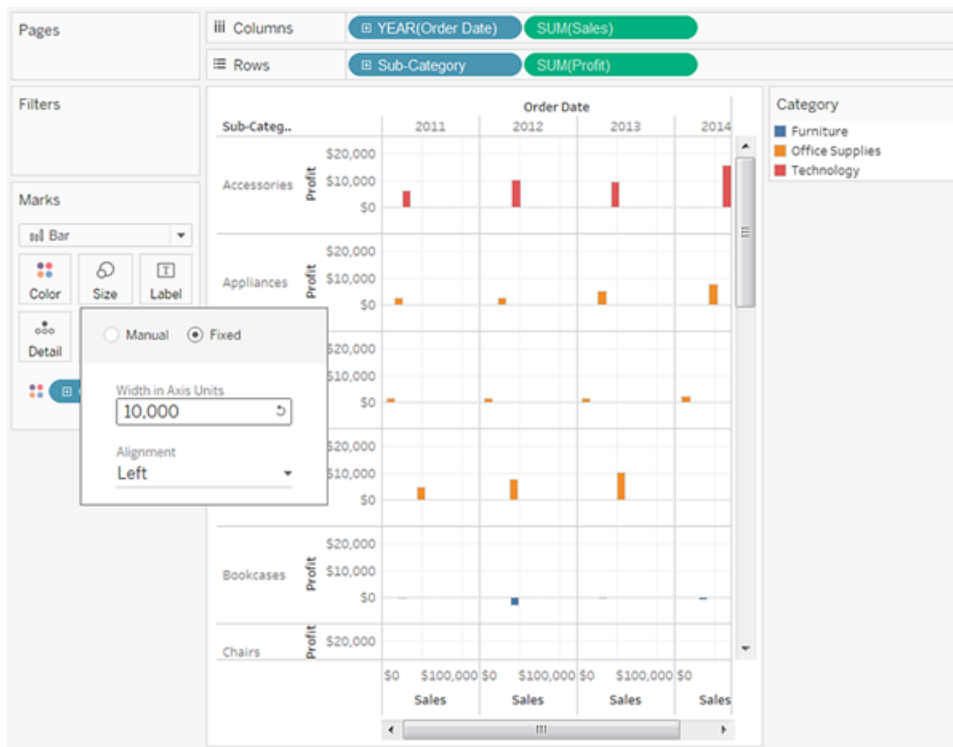 Pages
Columns
YEAR(Order Date)
SUM(Sales)
Rows
Sub-Category
SUM(Profit)
Filters
Marks
Bar
Color
Size
Label
Detail
Manual
Fixed
Width in Axis Units
10,000
Alignment
Left
Order Date
Sub-Categ..
2011
2012
2013
2014
Accessories
Profit
$20,000
$10,000
$0
Appliances
Profit
$20,000
$10,000
$0
$20,000
$10,000
$0
$20,000
$10,000
$0
Bookcases
Profit
$20,000
$10,000
$0
Chairs
Profit
$20,000
$0 $100,000 $0 $100,000 $0 $100,000 $0
Sales Sales Sales Sales
Category
Furniture
Office Supplies
Technology